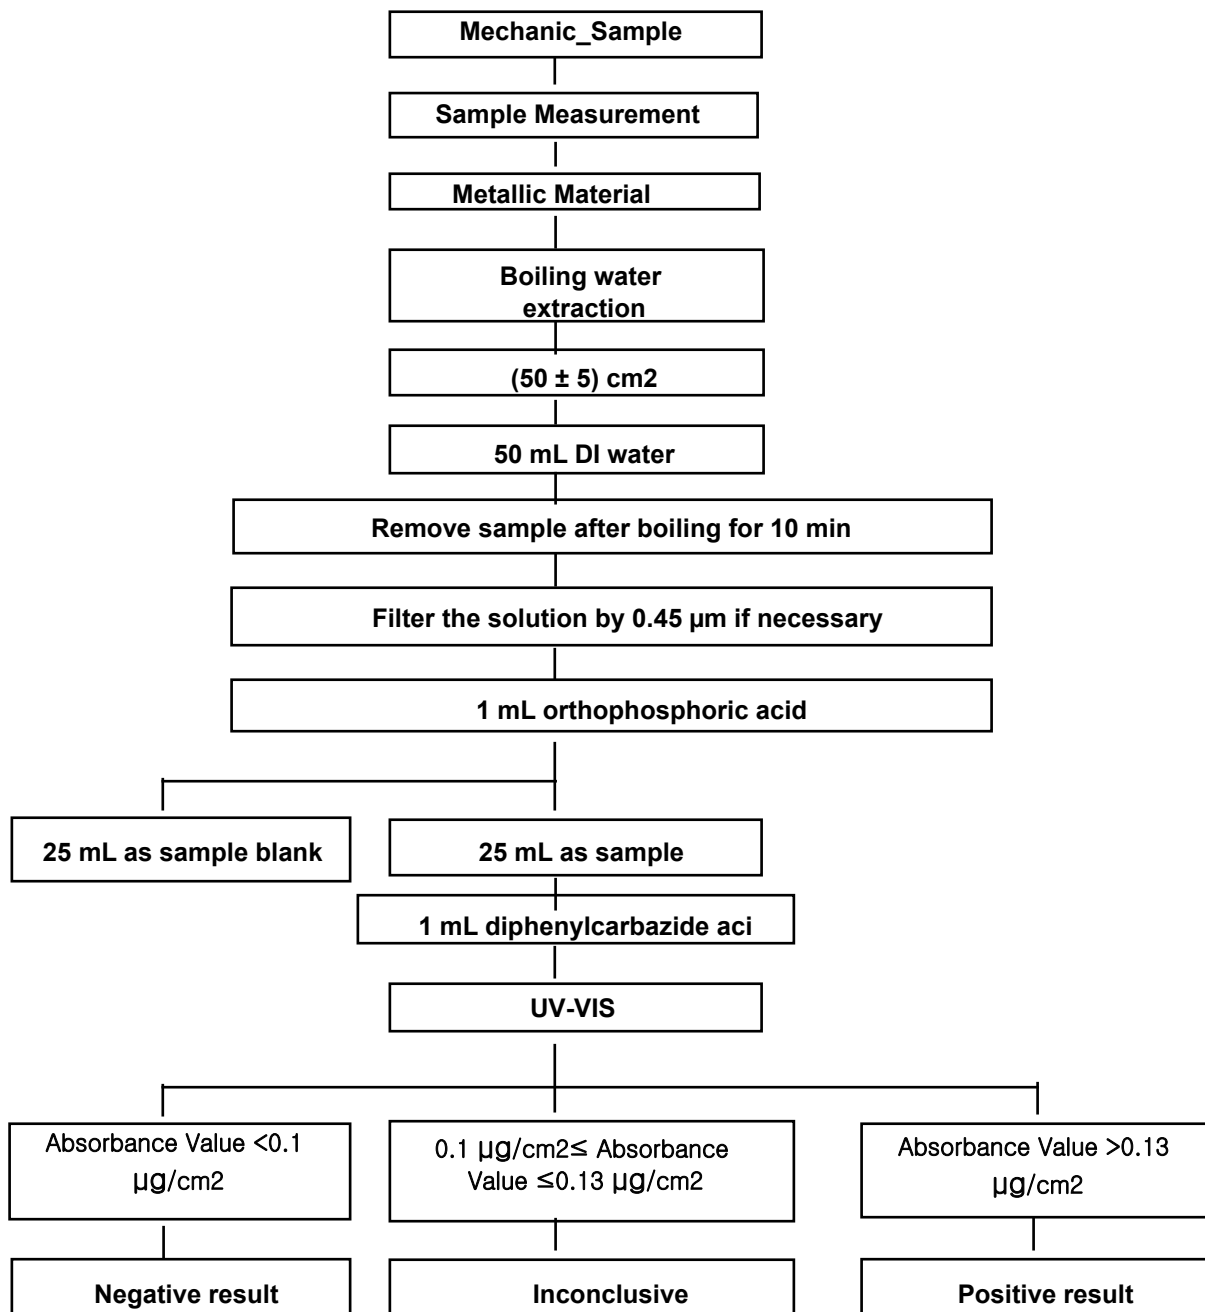 Mechanic_Sample
Sample Measurement
Metallic Material
Boiling water
extraction
(50 ± 5) cm2
50 mL DI water
Remove sample after boiling for 10 min
Filter the solution by 0.45 µm if necessary
1 mL orthophosphoric acid
25 mL as sample blank
25 mL as sample
1 mL diphenylcarbazide aci
UV-VIS
Absorbance Value <0.1
µg/cm2
0.1 µg/cm2≤ Absorbance
Value ≤0.13 µg/cm2
Absorbance Value >0.13
µg/cm2
Negative result
Inconclusive
Positive result